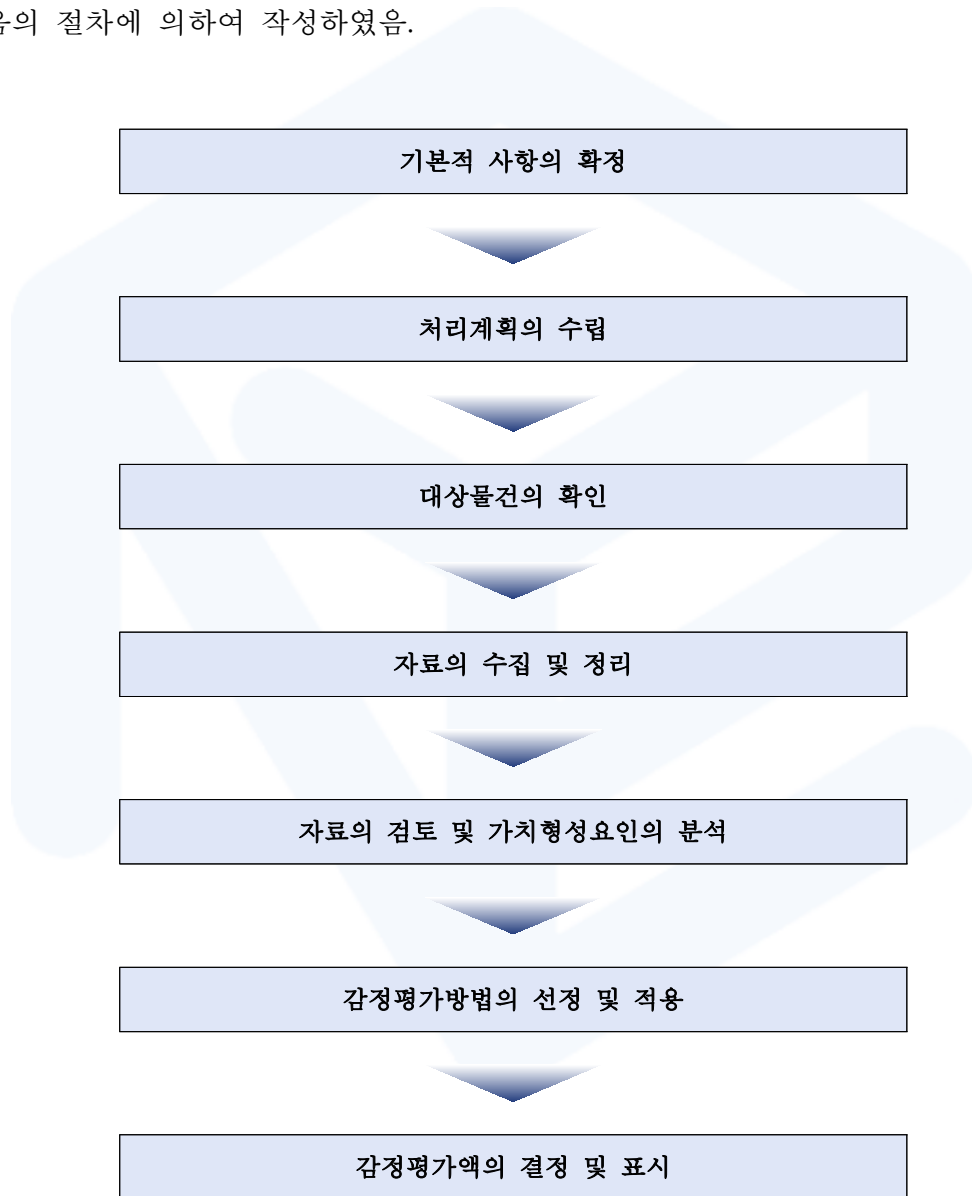 의 절차에 의하여 작성하였음.
기본적 사항의 확정
처리계획의 수립
대상물건의 확인
자료의 수집 및 정리
자료의 검토 및 가치형성요인의 분석
감정평가방법의 선정 및 적용
감정평가액의 결정 및 표시